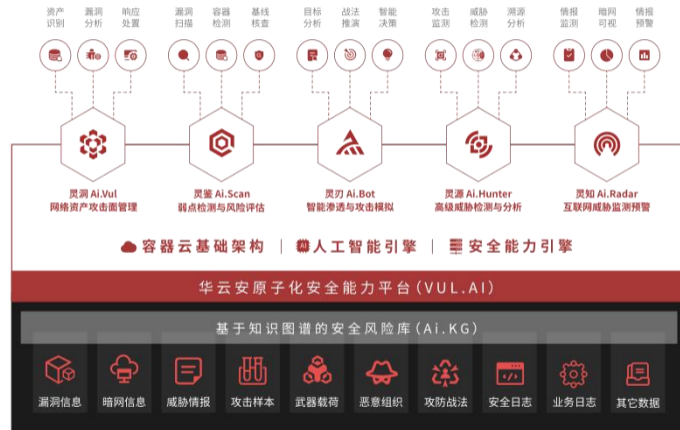 资产 漏洞 响应 漏洞 容器 基线 目标 战法 智能 攻击 威胁 溯源 情报 暗网 情报
识别 分析 处置 扫描 检测 核查 分析 推演 决策 监测 检测 分析 监测 可视 预警
灵洞 Ai.Vul 灵鉴 Ai.Scan 灵刃 Ai.Bot 灵源 Ai.Hunter 灵知 Ai.Radar
网络资产攻击面管理 弱点检测与风险评估 智能渗透与攻击模拟 高级威胁检测与分析 互联网威胁监测预警
容器云基础架构 | 人工智能引擎 | 安全能力引擎
AI
华云安原子化安全能力平台(VUL.AI)
基于知识图谱的安全风险库(Ai.KG)
漏洞信息 暗网信息 威胁情报 攻击样本 武器载荷 恶意组织 攻防战法 安全日志 业务日志 其它数据